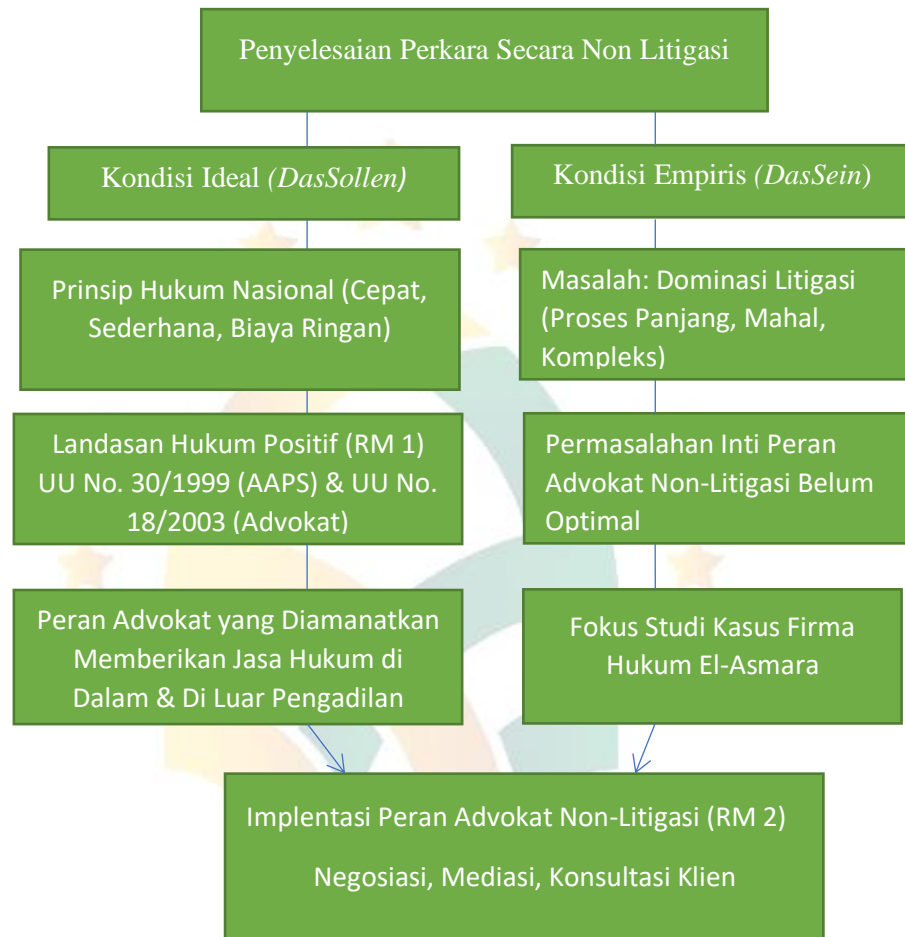 Penyelesaian Perkara Secara Non Litigasi
Kondisi Ideal (DasSollen)
Kondisi Empiris (DasSein)
Prinsip Hukum Nasional (Cepat,
Sederhana, Biaya Ringan)
Masalah: Dominasi Litigasi
(Proses Panjang, Mahal,
Kompleks)
Landasan Hukum Positif (RM 1)
UU No. 30/1999 (AAPS) & UU No.
18/2003 (Advokat)
Permasalahan Inti Peran
Advokat Non-Litigasi Belum
Optimal
Peran Advokat yang Diamanatkan
Memberikan Jasa Hukum di
Dalam & Di Luar Pengadilan
Fokus Studi Kasus Firma
Hukum El-Asmara
Implentasi Peran Advokat Non-Litigasi (RM 2)
Negosiasi, Mediasi, Konsultasi Klien